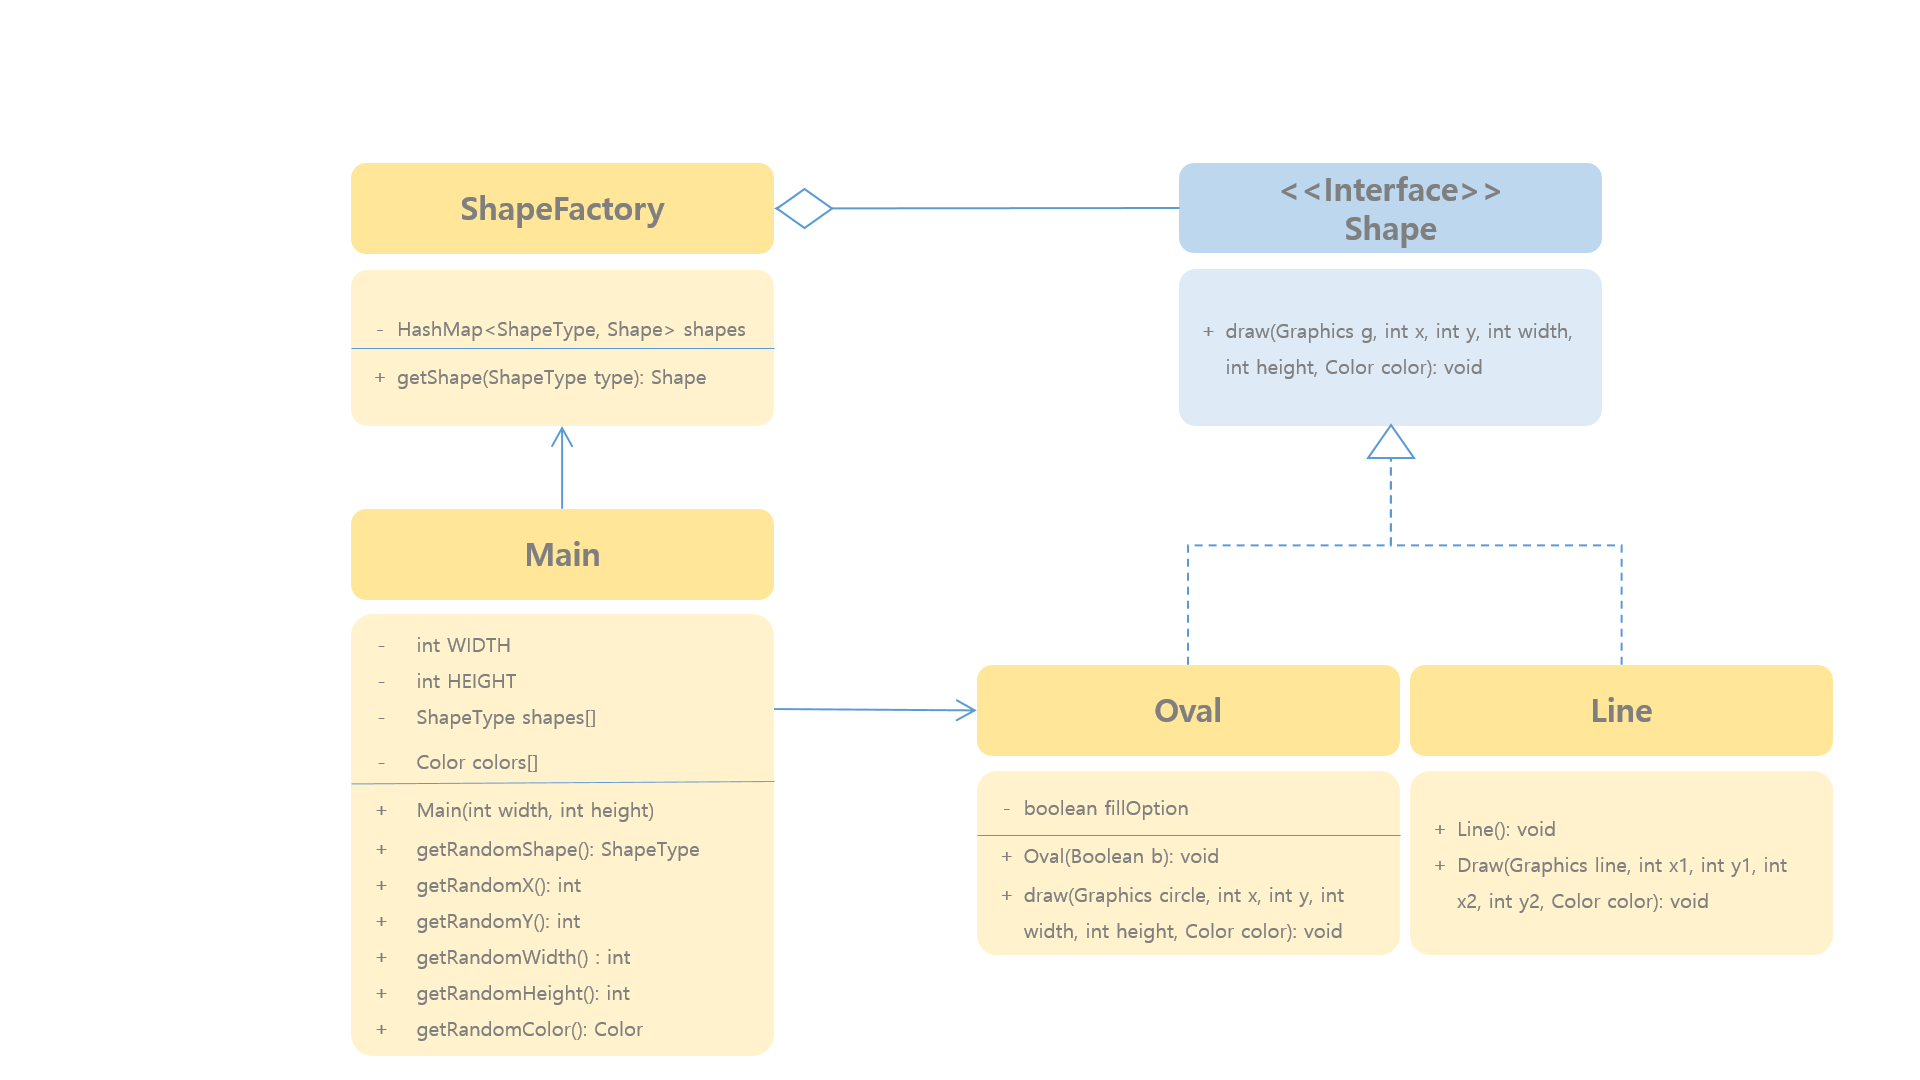 ShapeFactory
- HashMap<ShapeType, Shape> shapes
+ getShape(ShapeType type): Shape
<<Interface>>
Shape
+ draw(Graphics g, int x, int y, int width,
int height, Color color): void
Main
- int WIDTH
- int HEIGHT
- ShapeType shapes[]
- Color colors[]
+ Main(int width, int height)
+ getRandomShape(): ShapeType
+ getRandomX(): int
+ getRandomY(): int
+ getRandomWidth() : int
+ getRandomHeight(): int
+ getRandomColor(): Color
Oval
- boolean fillOption
+ Oval(Boolean b): void
+ draw(Graphics circle, int x, int y, int
width, int height, Color color): void
Line
+ Line(): void
+ Draw(Graphics line, int x1, int y1, int
x2, int y2, Color color): void